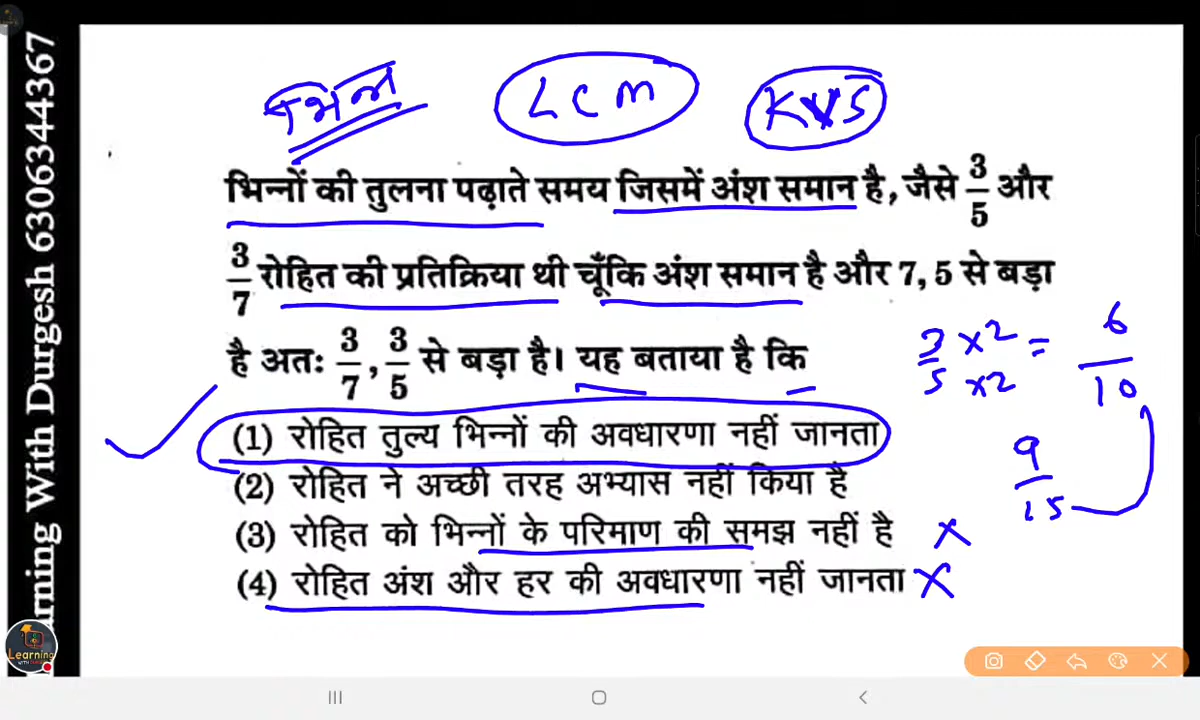 भिन्न LCM KVS
भिन्नों की तुलना पढ़ाते समय जिसमें अंश समान है, जैसे 3/5 और
3/7 रोहित की प्रतिक्रिया थी चूँकि अंश समान है और 7, 5 से बड़ा
है अतः 3/7, 3/5 से बड़ा है। यह बताया है कि
3/5 ×2 ×2 = 6/10
(1) रोहित तुल्य भिन्नों की अवधारणा नहीं जानता
9/15
(2) रोहित ने अच्छी तरह अभ्यास नहीं किया है
(3) रोहित को भिन्नों के परिमाण की समझ नहीं है ×
(4) रोहित अंश और हर की अवधारणा नहीं जानता ×
arning With Durgesh 6306344367
Learning